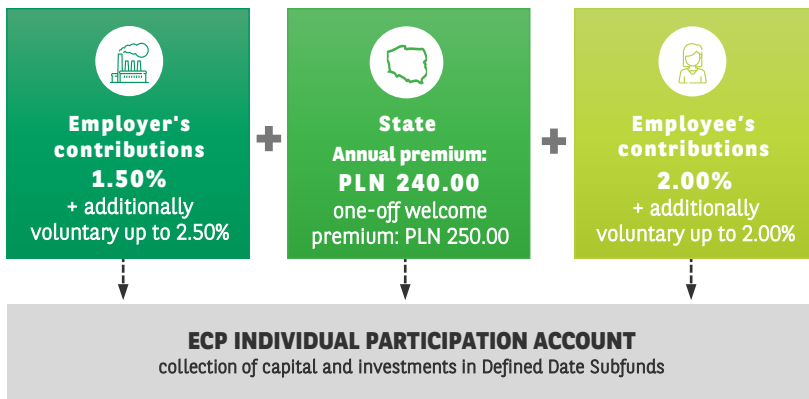 Employer's
contributions
1.50%
+ additionally
voluntary up to 2.50%
+
State
Annual premium:
PLN 240.00
one-off welcome
premium: PLN 250.00
+
Employee’s
contributions
2.00%
+ additionally
voluntary up to 2.00%
ECP INDIVIDUAL PARTICIPATION ACCOUNT
collection of capital and investments in Defined Date Subfunds